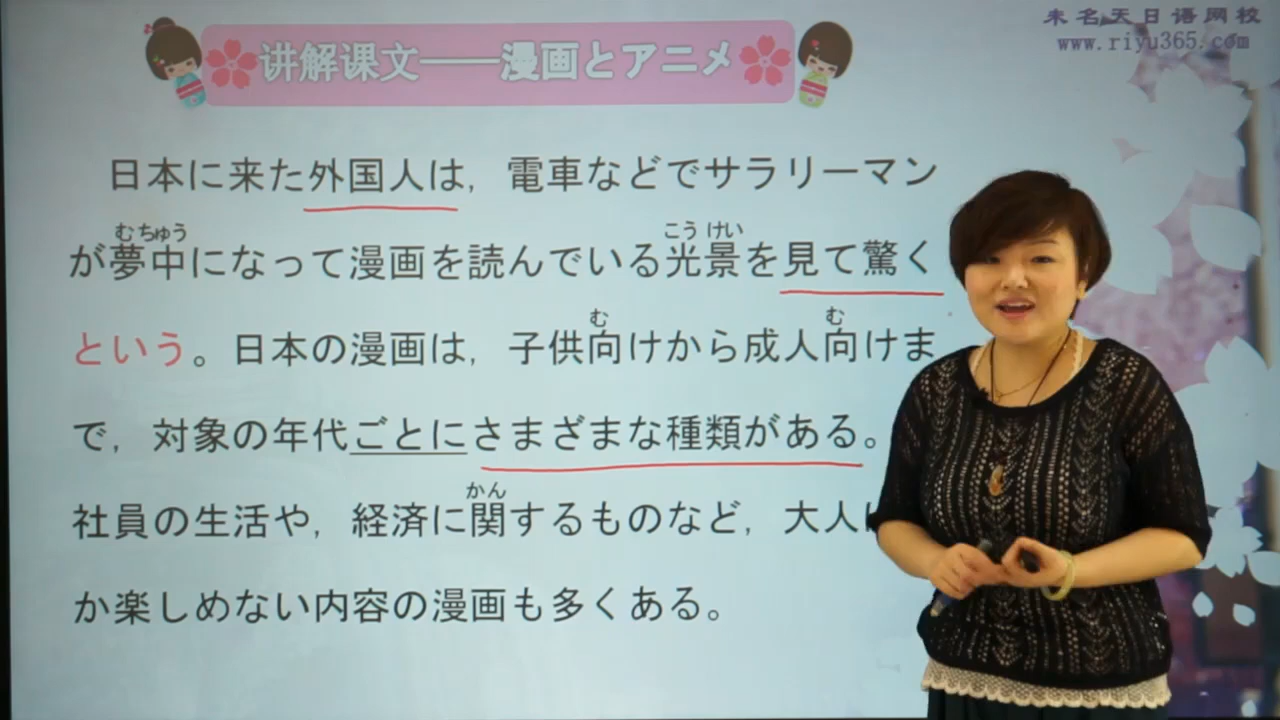 未名天日语网校
www.riyu365.com
讲解课文——漫画とアニメ
日本に来た外国人は，電車などでサラリーマン
むちゅう
こう けい
が夢中になって漫画を読んでいる光景を見て驚く
む
む
という。日本の漫画は，子供向けから成人向けま
で，対象の年代ごとにさまざまな種類がある。
かん
社員の生活や，経済に関するものなど，大人
か楽しめない内容の漫画も多くある。